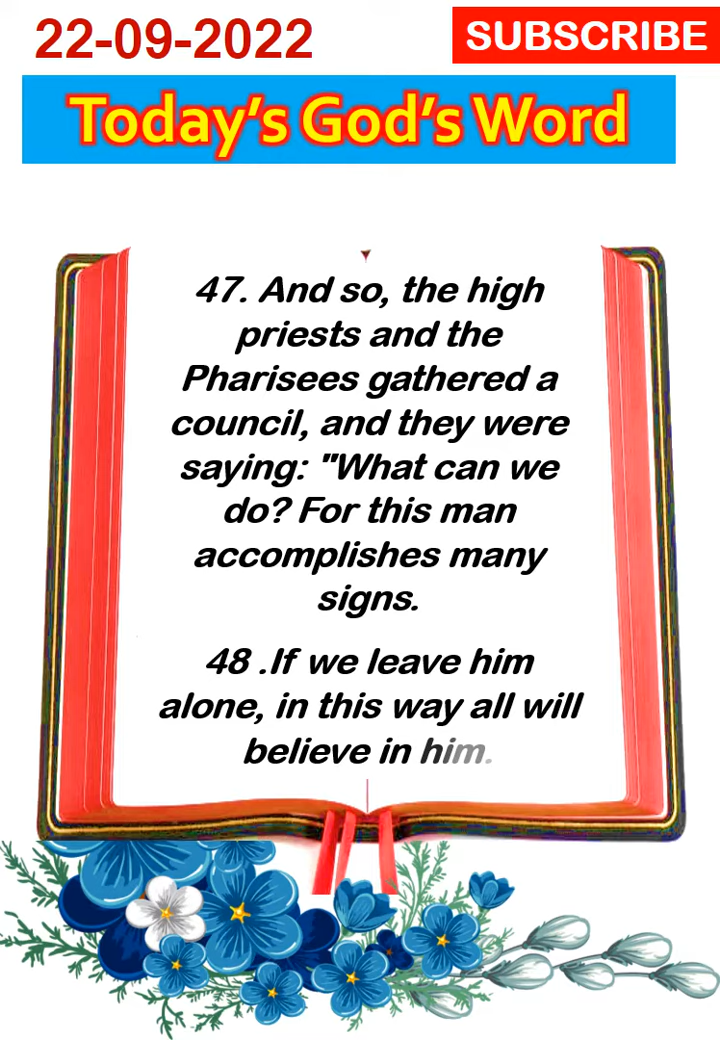 22-09-2022
SUBSCRIBE
Today's God's Word
47. And so, the high
priests and the
Pharisees gathered a
council, and they were
saying: "What can we
do? For this man
accomplishes many
signs.
48 .If we leave him
alone, in this way all will
believe in him.